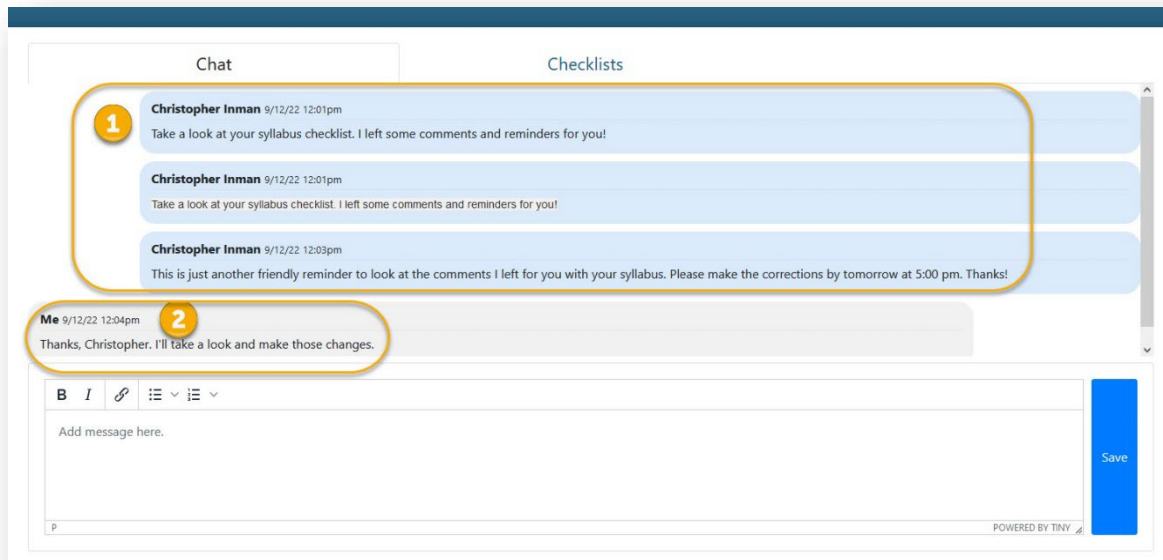 Chat
Checklists
1
Christopher Inman 9/12/22 12:01pm
Take a look at your syllabus checklist. I left some comments and reminders for you!
Christopher Inman 9/12/22 12:01pm
Take a look at your syllabus checklist. I left some comments and reminders for you!
Christopher Inman 9/12/22 12:03pm
This is just another friendly reminder to look at the comments I left for you with your syllabus. Please make the corrections by tomorrow at 5:00 pm. Thanks!
Me 9/12/22 12:04pm
2
Thanks, Christopher. I'll take a look and make those changes.
B I
Add message here.
Save
P
POWERED BY TINY